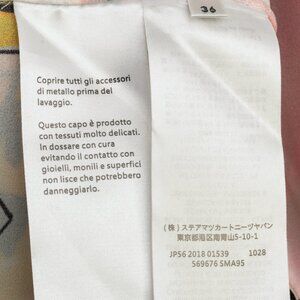 36
Coprire tutti gli accessori
di metallo prima del
lavaggio.
Questo capo è prodotto
con tessuti molto delicati.
In dossare con cura
evitando il contatto con
gioielli, monili e superfici
non lisce che potrebbero
danneggiarlo.
(株)ステアマツカートニーヅヤパン
東京都港区南青山5-10-1
JP56 2018 01539 1028
569676 SMA95